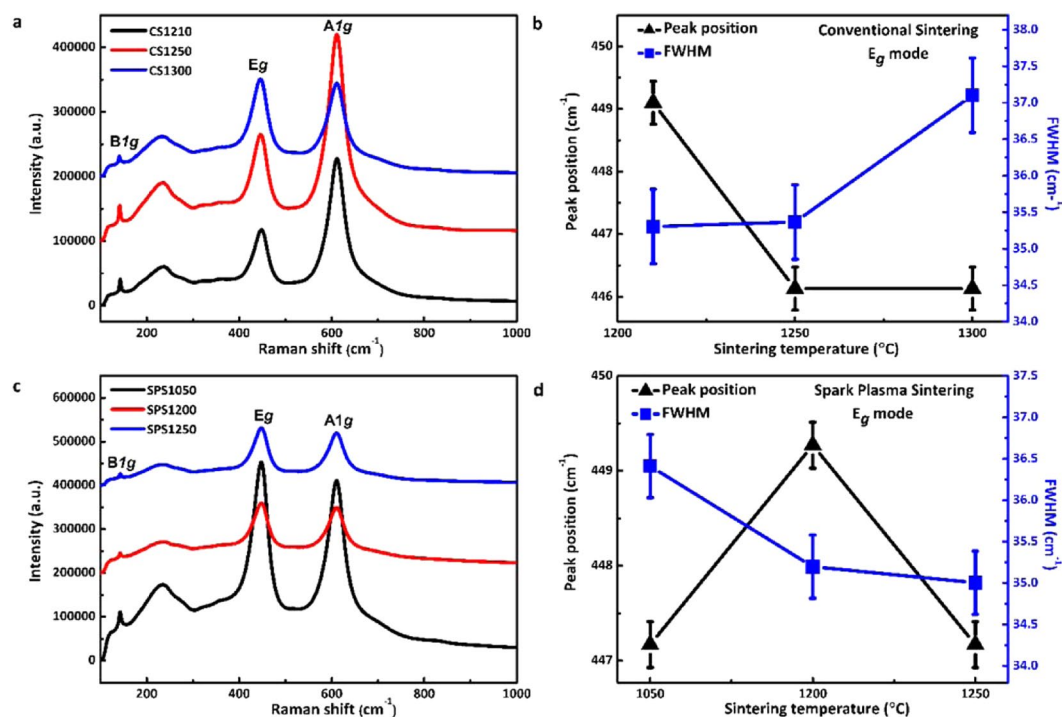 a
CS1210
CS1250
CS1300
B1g
Eg
A1g
400000
300000
200000
100000
0
Intensity (a.u.)
200 400 600 800 1000
Raman shift (cm-1)
b
Peak position
FWHM
Conventional Sintering
Eg mode
450
449
448
447
446
Peak position (cm-1)
38.0
37.5
37.0
36.5
36.0
35.5
35.0
34.5
34.0
FWHM (cm-1)
1200 1250 1300
Sintering temperature (°C)
c
SPS1050
SPS1200
SPS1250
B1g
Eg
A1g
600000
500000
400000
300000
200000
100000
0
Intensity (a.u.)
200 400 600 800 1000
Raman shift (cm-1)
d
Peak position
FWHM
Spark Plasma Sintering
Eg mode
450
449
448
447
Peak position (cm-1)
37.5
37.0
36.5
36.0
35.5
35.0
34.5
34.0
FWHM (cm-1)
1050 1200 1250
Sintering temperature (°C)